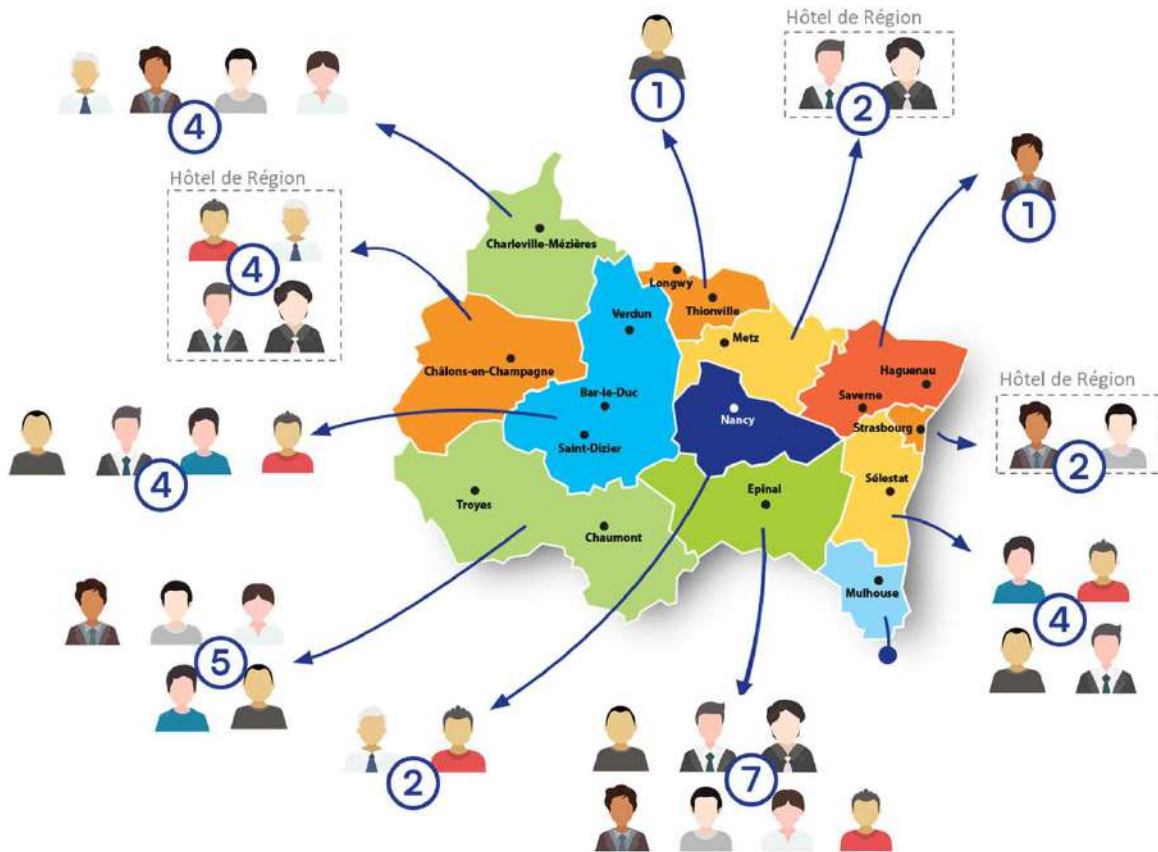 Hôtel de Région
1
2
4
1
Hôtel de Région
4
Charleville-Mézières
Longwy
Thionville
Verdun
Metz
Châlons-en-Champagne
Haguenau
Saverne
Hôtel de Région
Bar-le-Duc
Nancy
Strasbourg
Saint-Dizier
4
2
Troyes
Epinal
Sélestat
Chaumont
Mulhouse
4
5
2
7